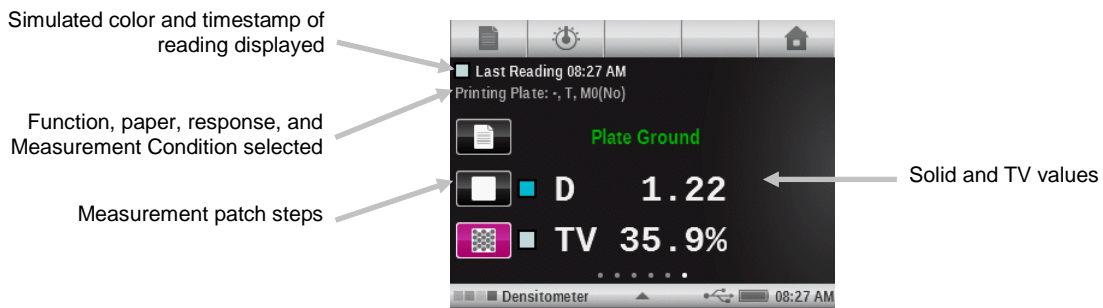 Simulated color and timestamp of
reading displayed
Function, paper, response, and
Measurement Condition selected
Measurement patch steps
Last Reading 08:27 AM
Printing Plate: -, T, M0(No)
Plate Ground
D 1.22
TV 35.9%
Densitometer 08:27 AM
Solid and TV values